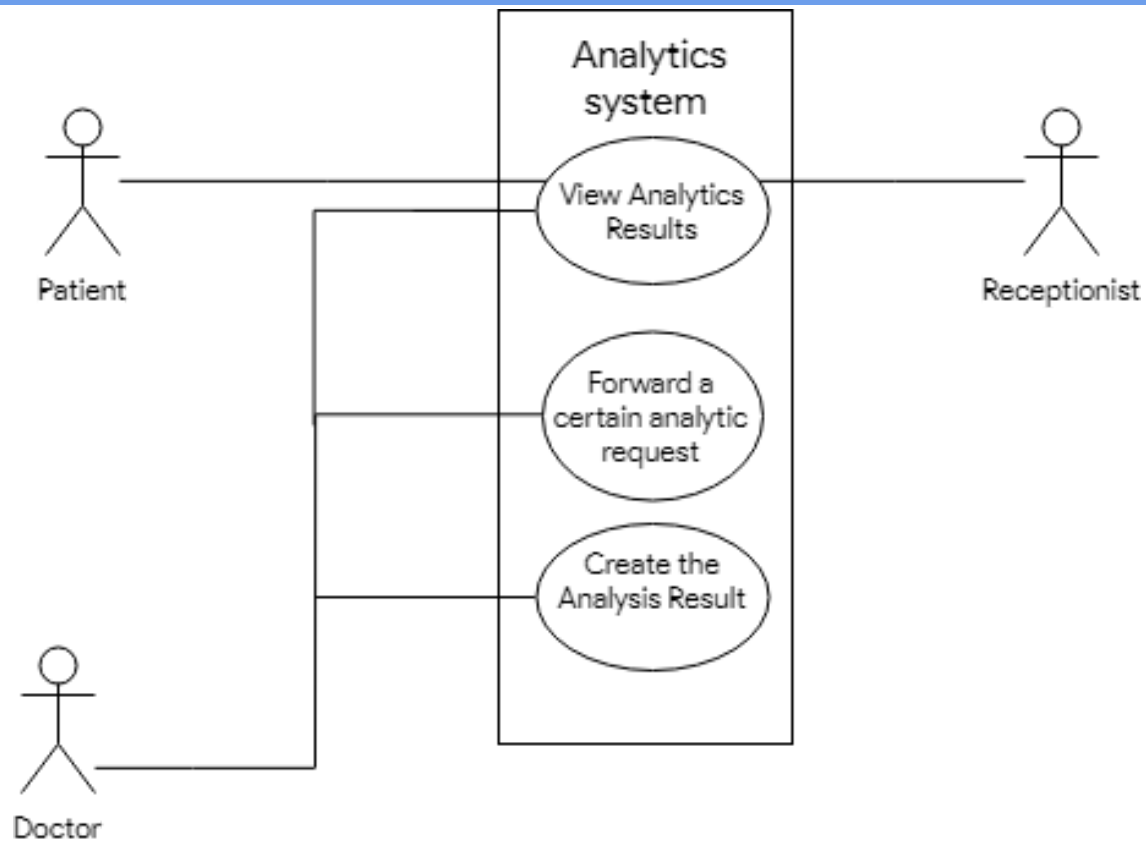 Analytics
system
View Analytics
Results
Patient
Receptionist
Forward a
certain analytic
request
Create the
Analysis Result
Doctor